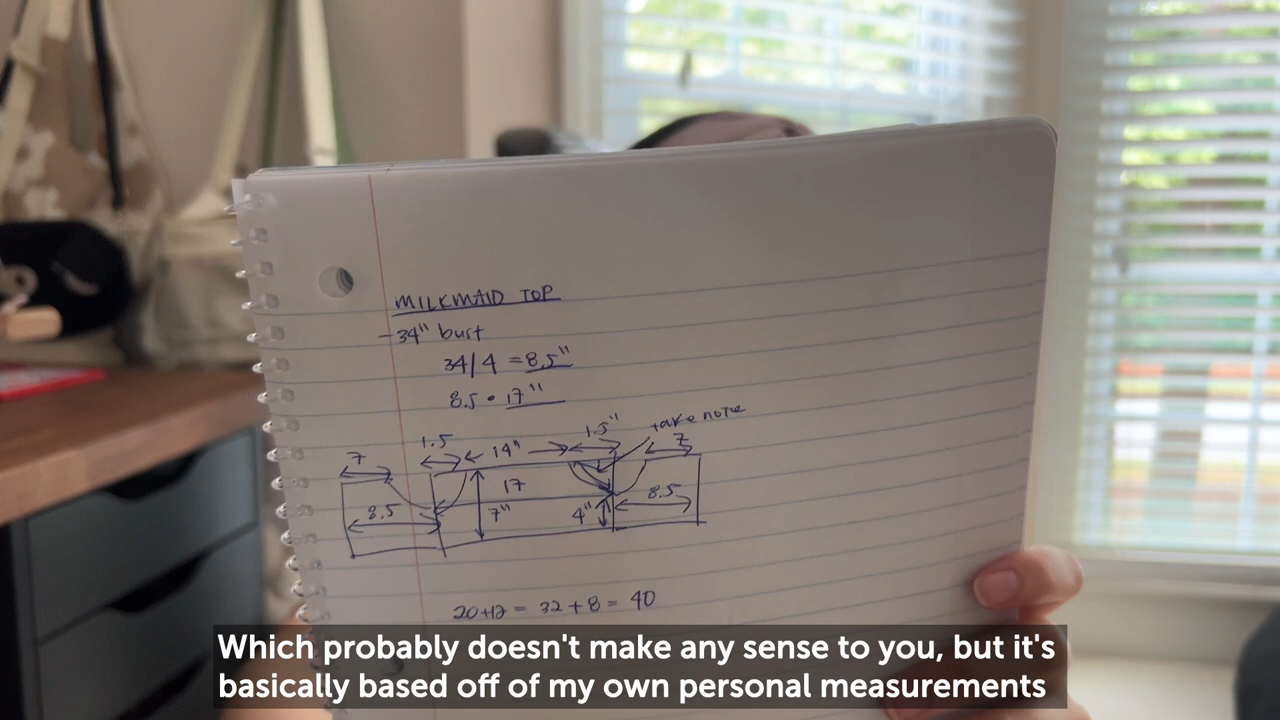 MILKMAID TOP
-34" bust
34/4 = 8.5"
8.5 • 17"
take note
1.5 14" 1.5"
7 7
17
8.5 7" 4" 8.5
20+12 = 32 + 8 = 40
Which probably doesn't make any sense to you, but it's
basically based off of my own personal measurements